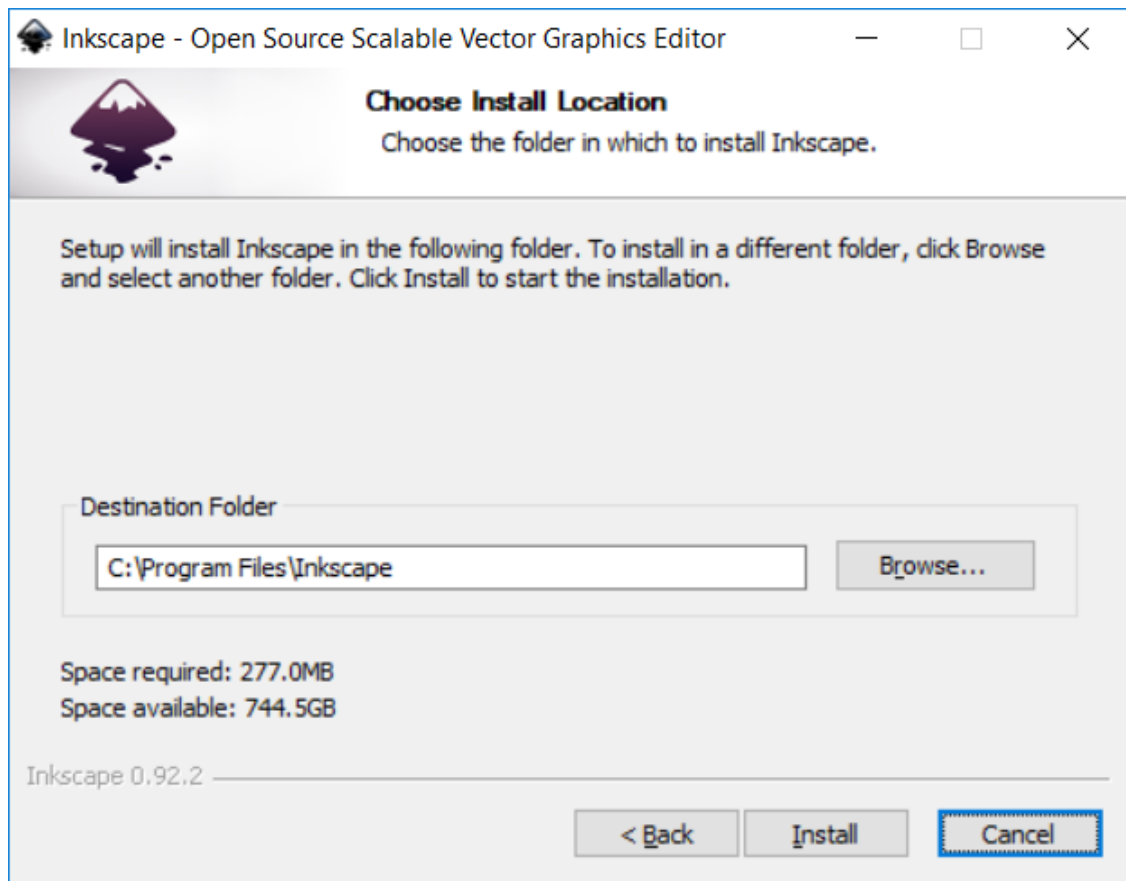 Inkscape - Open Source Scalable Vector Graphics Editor
Choose Install Location
Choose the folder in which to install Inkscape.
Setup will install Inkscape in the following folder. To install in a different folder, click Browse
and select another folder. Click Install to start the installation.
Destination Folder
C:\Program Files\Inkscape
Browse...
Space required: 277.0MB
Space available: 744.5GB
Inkscape 0.92.2
< Back
Install
Cancel